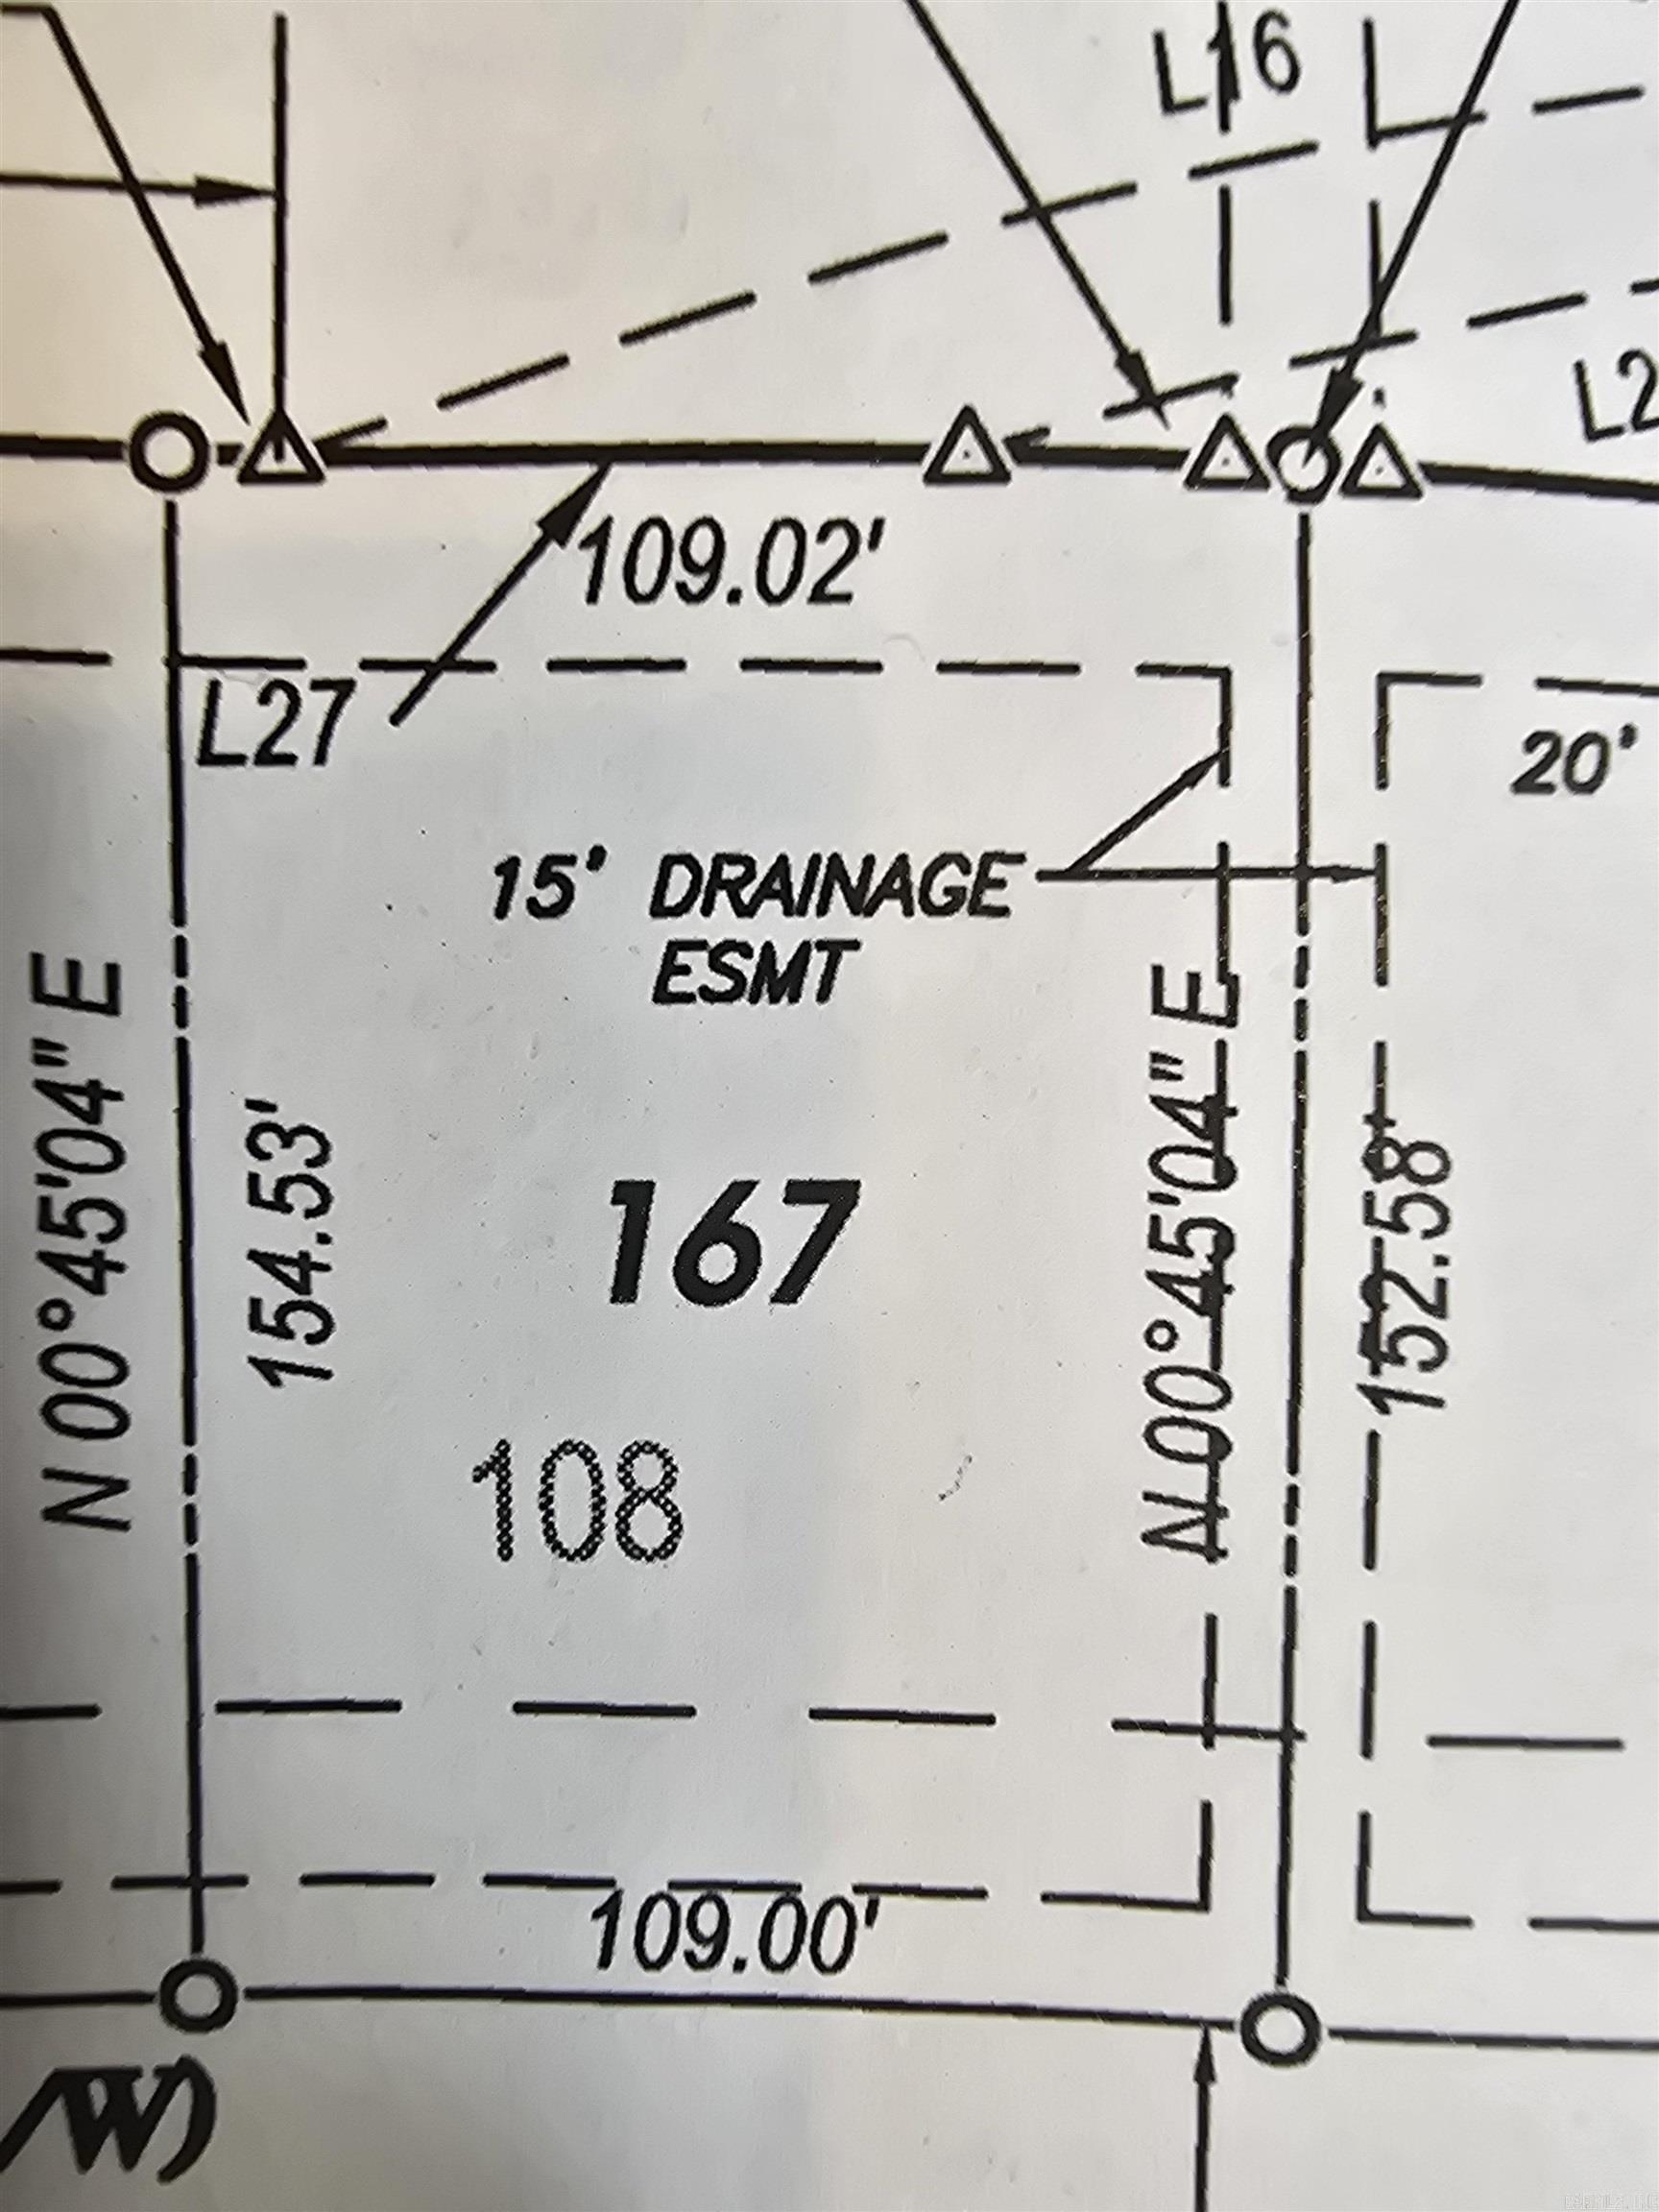 L16
L2
109.02'
L27
20'
15' DRAINAGE
ESMT
N 00°45'04" E
154.53'
N 00°45'04" E
152.58'
167
108
109.00'
/W)